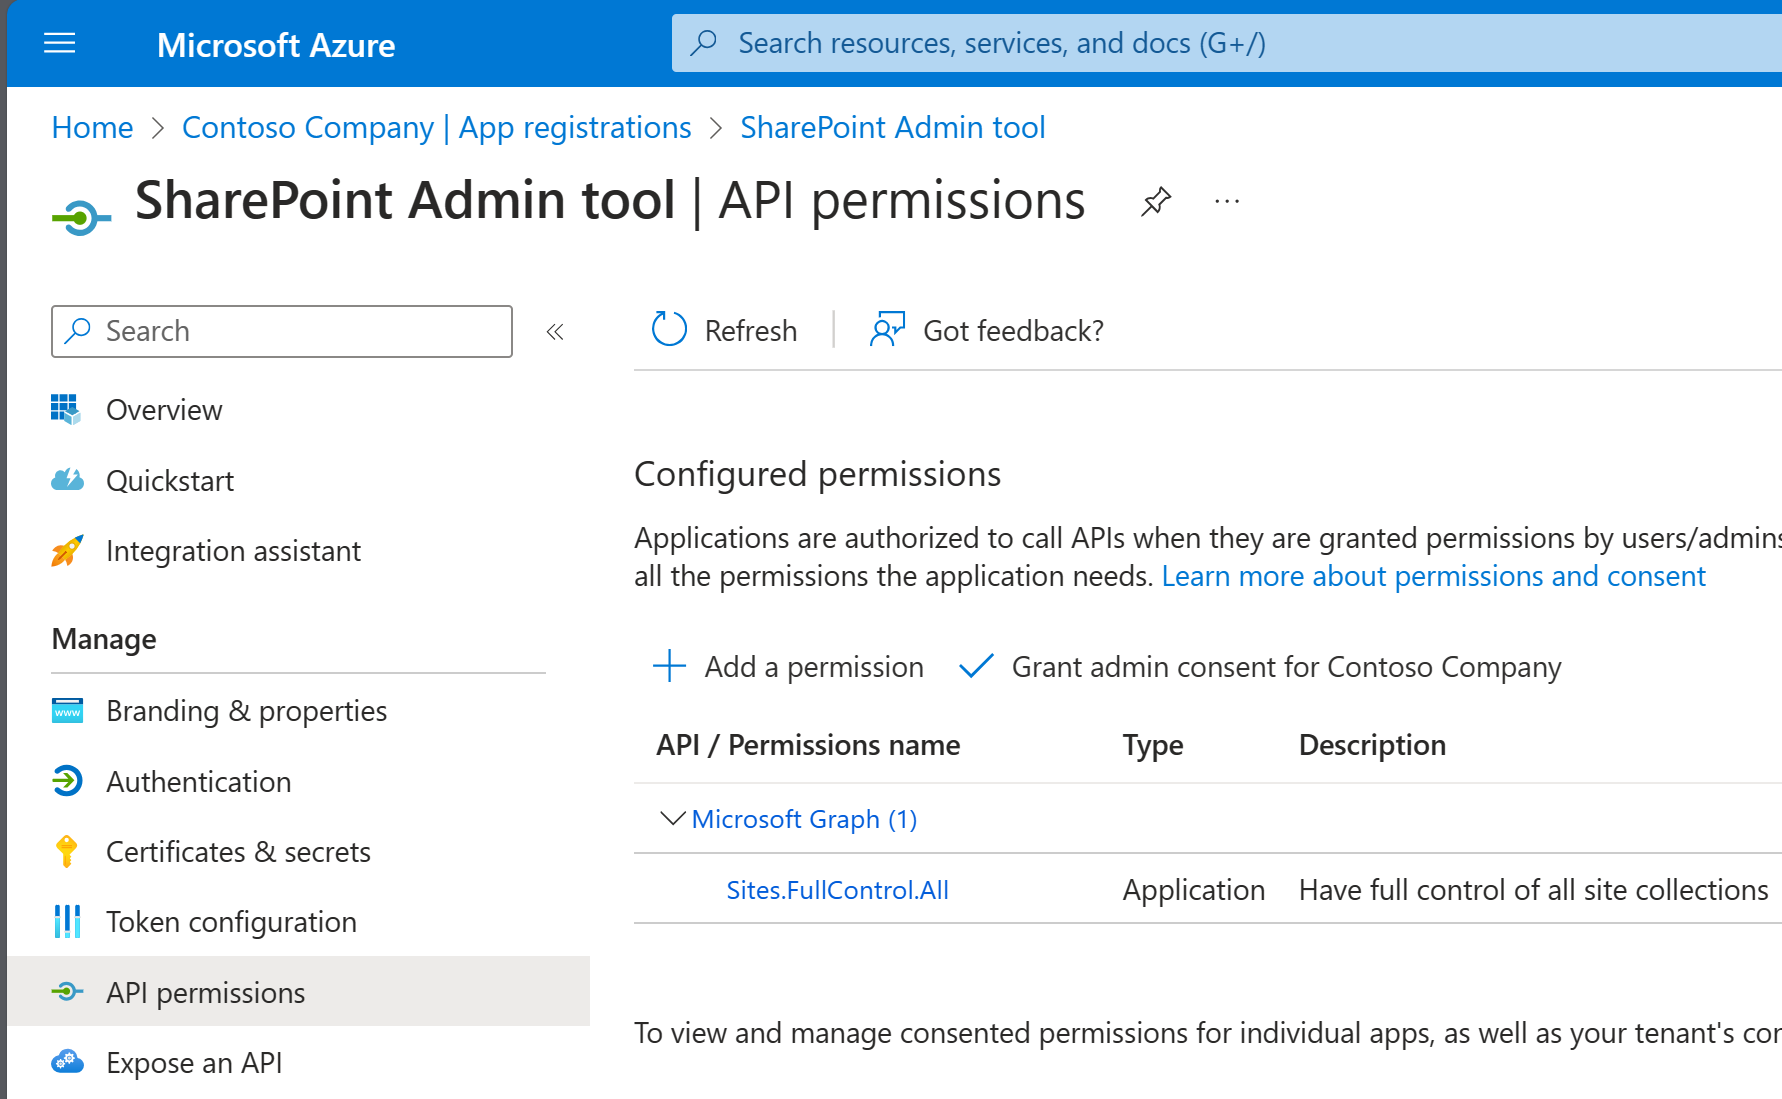 Microsoft Azure
Search resources, services, and docs (G+/)
Home > Contoso Company | App registrations > SharePoint Admin tool
SharePoint Admin tool | API permissions
...
Search
«
Refresh
Got feedback?
Overview
Quickstart
Integration assistant
Manage
Branding & properties
Authentication
Certificates & secrets
Token configuration
API permissions
Expose an API
Configured permissions
Applications are authorized to call APIs when they are granted permissions by users/admins
all the permissions the application needs. Learn more about permissions and consent
Add a permission
Grant admin consent for Contoso Company
API / Permissions name Type Description
Microsoft Graph (1)
Sites.FullControl.All Application Have full control of all site collections
To view and manage consented permissions for individual apps, as well as your tenant's